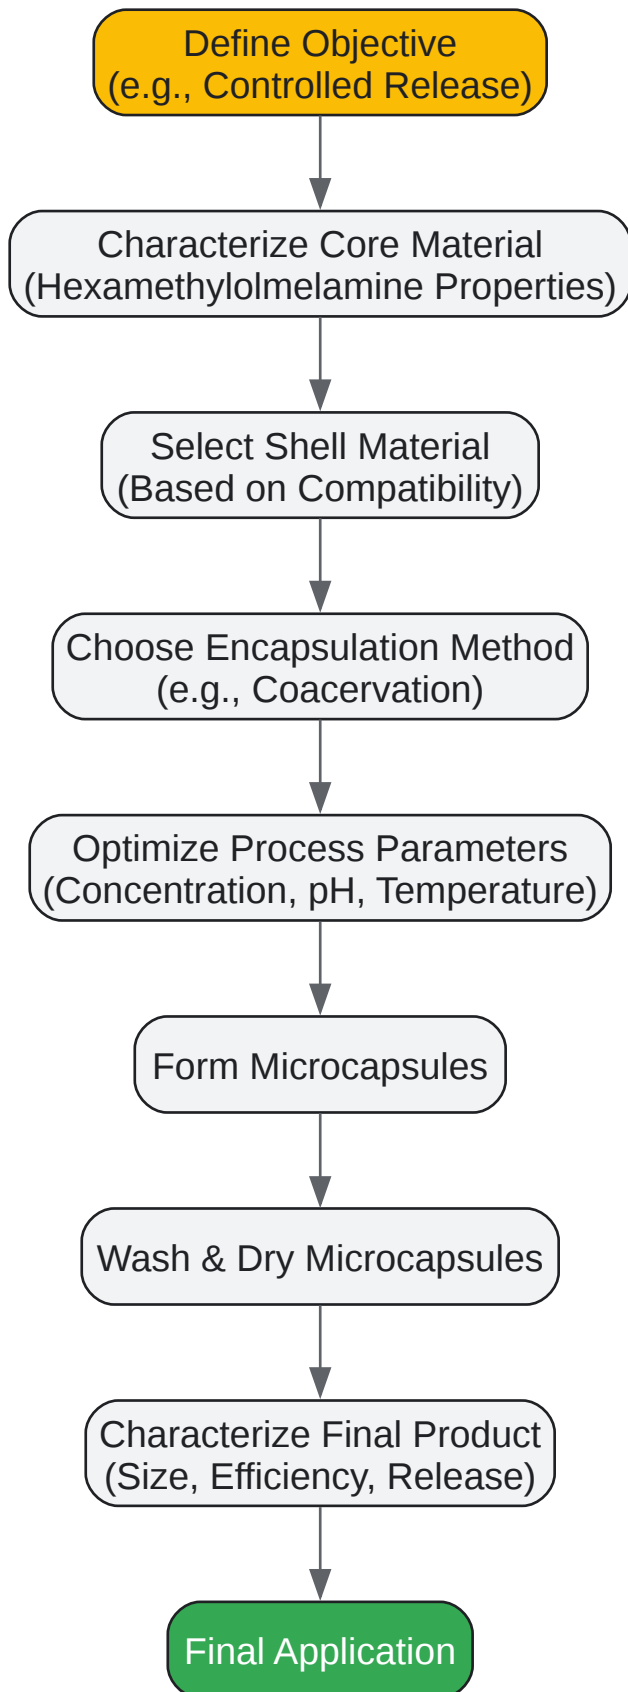 Define Objective
(e.g., Controlled Release)
Characterize Core Material
(Hexamethylolmelamine Properties)
Select Shell Material
(Based on Compatibility)
Choose Encapsulation Method
(e.g., Coacervation)
Optimize Process Parameters
(Concentration, pH, Temperature)
Form Microcapsules
Wash & Dry Microcapsules
Characterize Final Product
(Size, Efficiency, Release)
Final Application